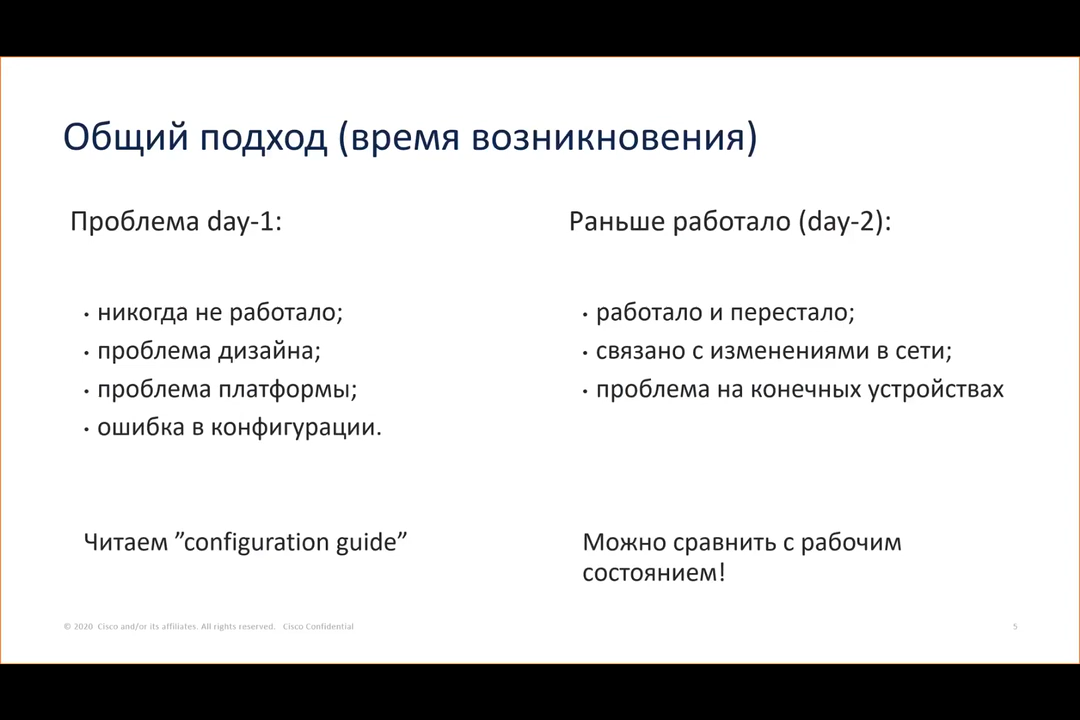 Общий подход (время возникновения)
Проблема day-1:
• никогда не работало;
• проблема дизайна;
• проблема платформы;
• ошибка в конфигурации.
Читаем ”configuration guide”
Раньше работало (day-2):
• работало и перестало;
• связано с изменениями в сети;
• проблема на конечных устройствах
Можно сравнить с рабочим
состоянием!
© 2020 Cisco and/or its affiliates. All rights reserved. Cisco Confidential
5